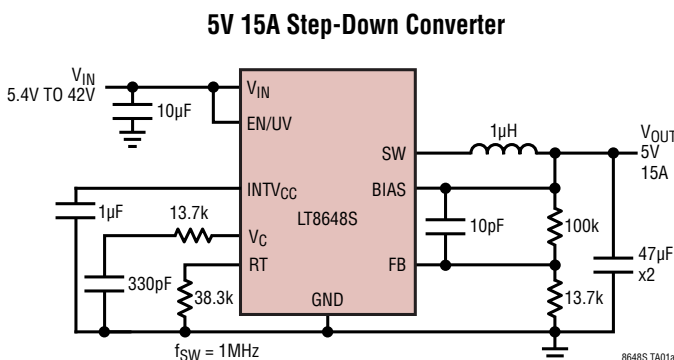 5V 15A Step-Down Converter
VIN
5.4V TO 42V
10µF
VIN
EN/UV
1µH
SW
VOUT
5V
15A
INTVCC
BIAS
1µF
13.7k
LT8648S
10pF
100k
VC
47µF
x2
330pF
RT
38.3k
FB
13.7k
GND
fSW = 1MHz
8648S TA01a